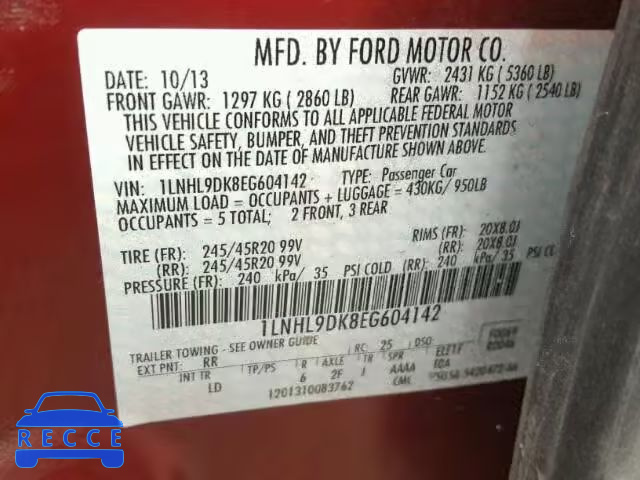 MFD. BY FORD MOTOR CO.
DATE: 10/13
GVWR: 2431 KG ( 5360 LB)
FRONT GAWR: 1297 KG ( 2860 LB)
REAR GAWR: 1152 KG ( 2540 LB)
THIS VEHICLE CONFORMS TO ALL APPLICABLE FEDERAL MOTOR
VEHICLE SAFETY, BUMPER, AND THEFT PREVENTION STANDARDS
IN EFFECT ON THE DATE OF MANUFACTURE SHOWN ABOVE.
VIN: 1LNHL9DK8EG604142 TYPE: Passenger Car
MAXIMUM LOAD = OCCUPANTS + LUGGAGE = 430KG/ 950LB
OCCUPANTS = 5 TOTAL; 2 FRONT, 3 REAR
TIRE (FR): 245/45R20 99V RIMS (FR): 20X8.0J
(RR): 245/45R20 99V (RR): 20X8.0J
PRESSURE (FR): 240 kPa/ 35 PSI COLD (RR): 240 kPa/ 35 PSI CL
1LNHL9DK8EG604142
TRAILER TOWING - SEE OWNER GUIDE
RC: 25 DSO:
EXT PNT: RR
INT TR TP/PS R AXLE TR SPR
LD 6 2F I AAAA
1201310083762